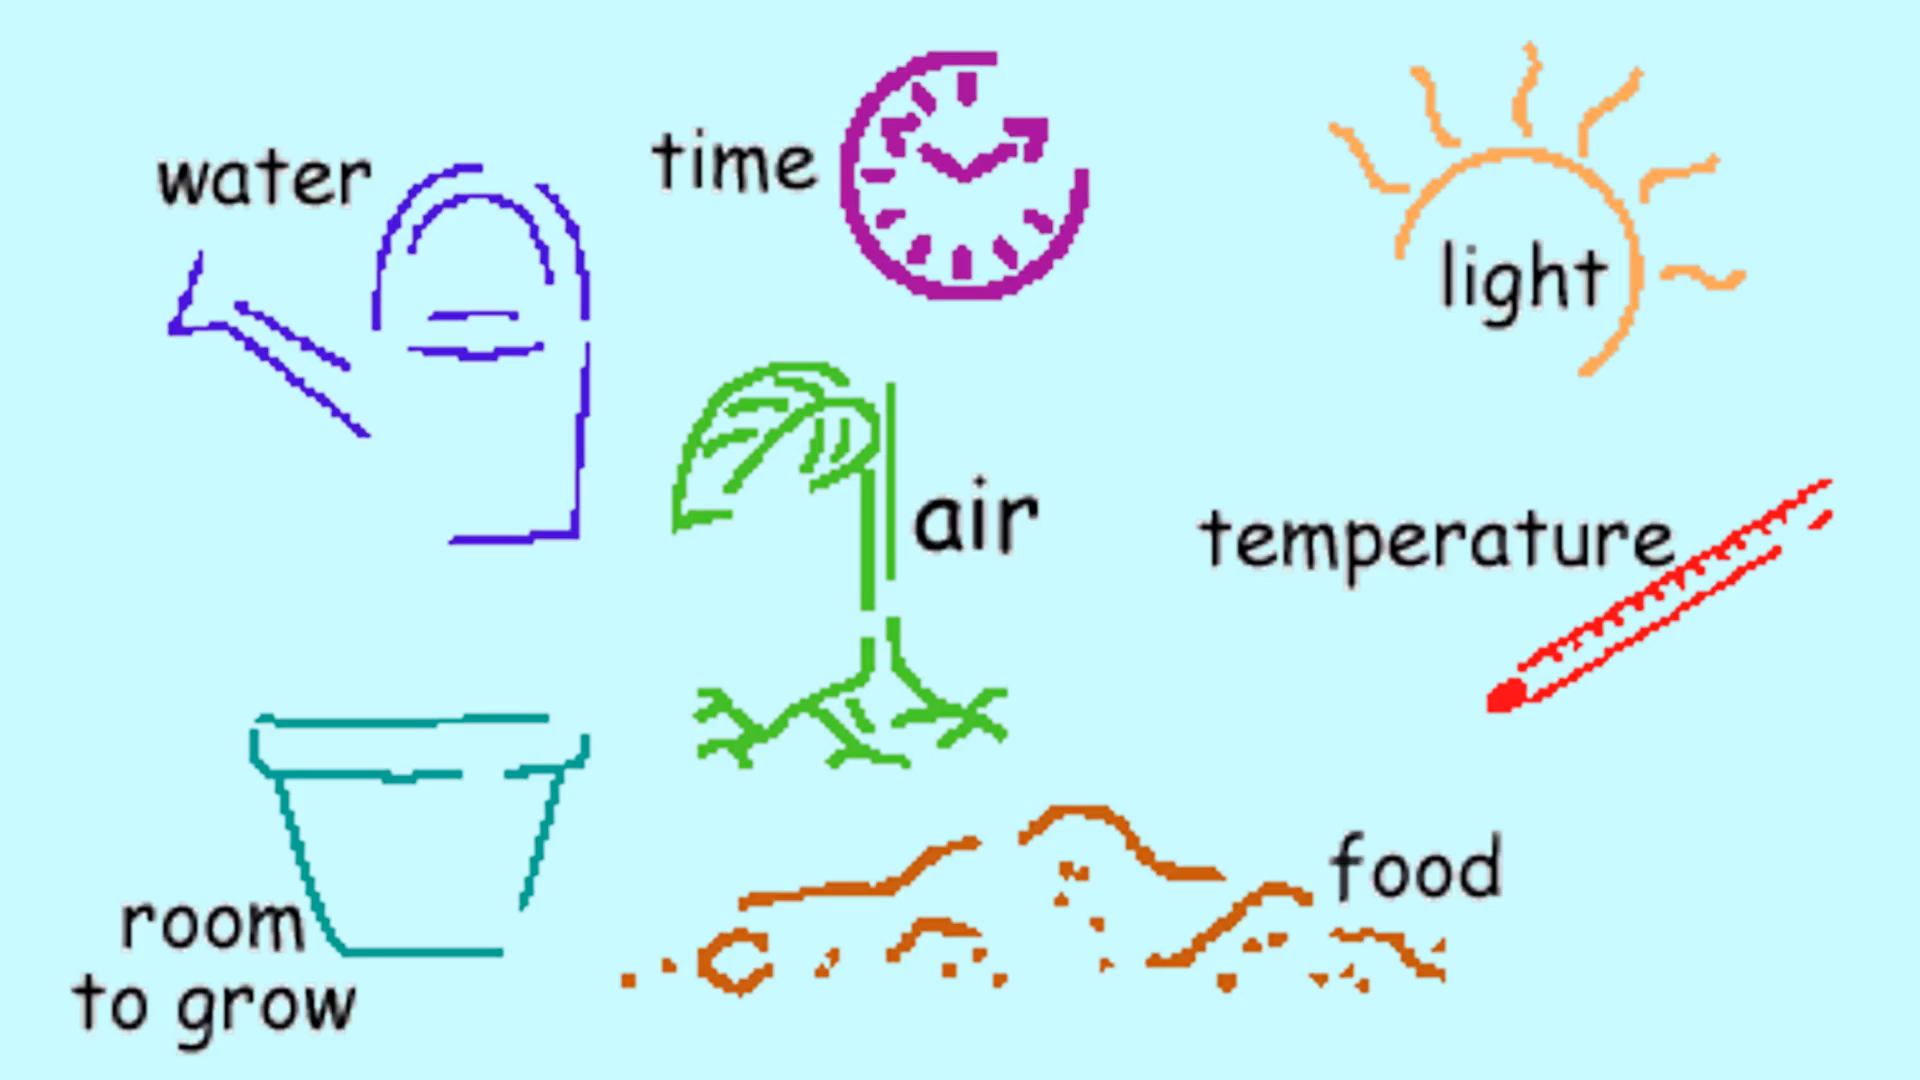 water
time
light
air
temperature
food
room
to grow